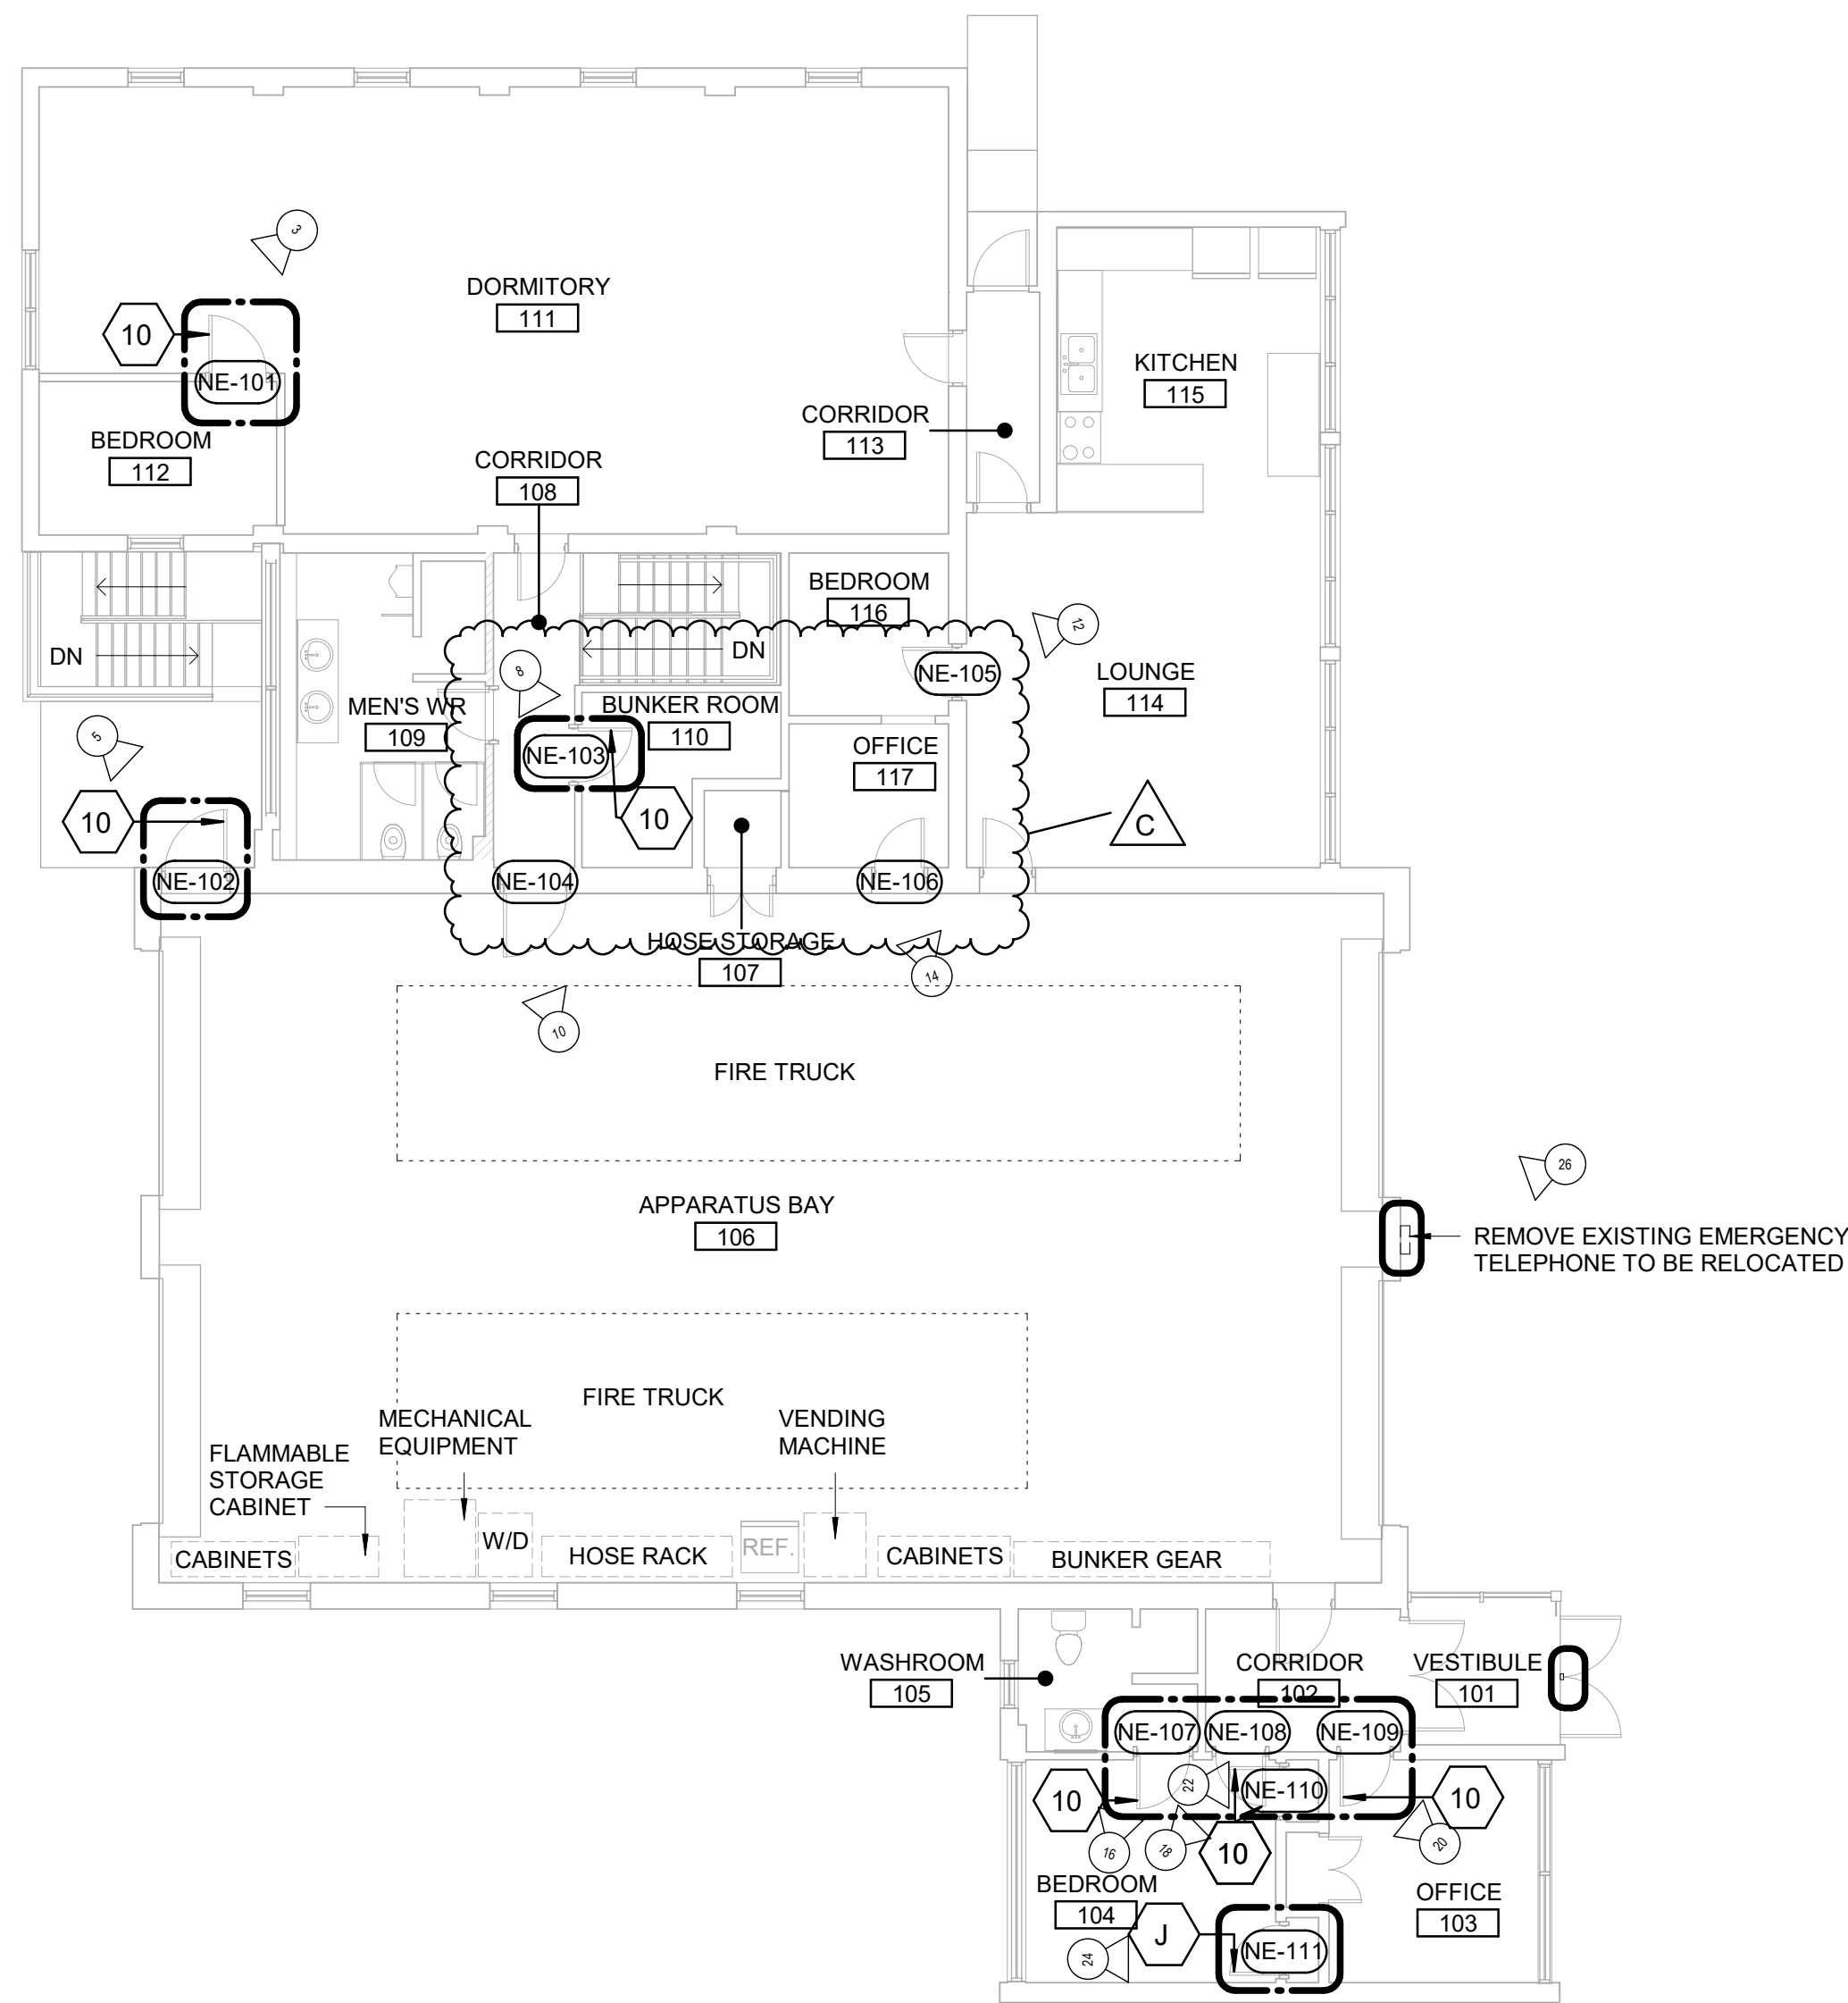 3
DORMITORY
111
10
NE-101
KITCHEN
115
CORRIDOR
113
BEDROOM
112
CORRIDOR
108
BEDROOM
116
12
DN
DN
8
NE-105
LOUNGE
114
MEN'S WR
109
BUNKER ROOM
110
5
NE-103
OFFICE
117
10
10
C
NE-102
NE-104
NE-106
HOSE STORAGE
107
14
10
FIRE TRUCK
26
APPARATUS BAY
106
REMOVE EXISTING EMERGENCY
TELEPHONE TO BE RELOCATED
FIRE TRUCK
MECHANICAL
EQUIPMENT
VENDING
MACHINE
FLAMMABLE
STORAGE
CABINET
W/D
REF.
CABINETS
HOSE RACK
CABINETS
BUNKER GEAR
WASHROOM
105
CORRIDOR
102
VESTIBULE
101
NE-107
NE-108
NE-109
22
NE-110
10
10
16
18
10
20
BEDROOM
104
OFFICE
103
J
NE-111
24